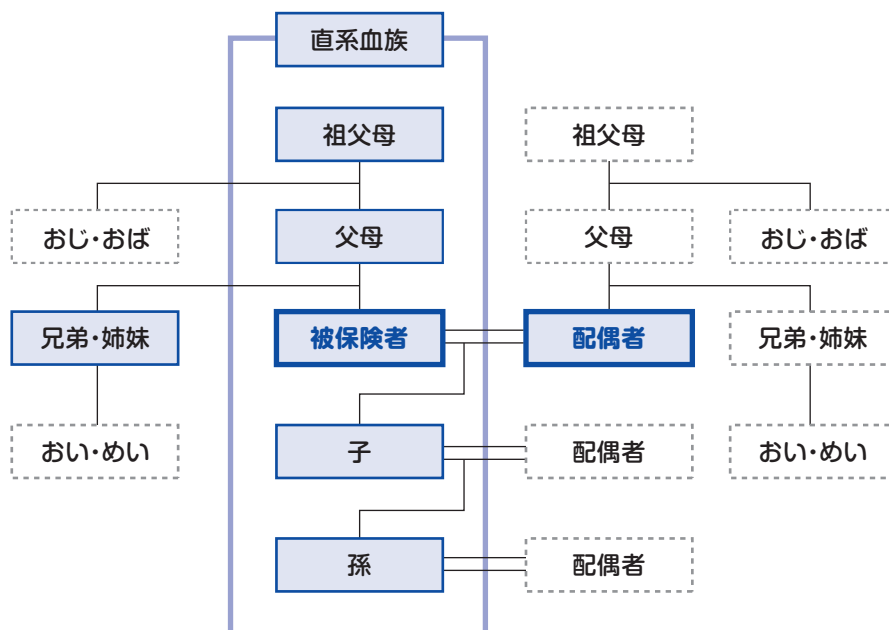 直系血族
祖父母
祖父母
おじ・おば
父母
父母
おじ・おば
兄弟・姉妹
被保険者
配偶者
兄弟・姉妹
おい・めい
子
配偶者
おい・めい
孫
配偶者